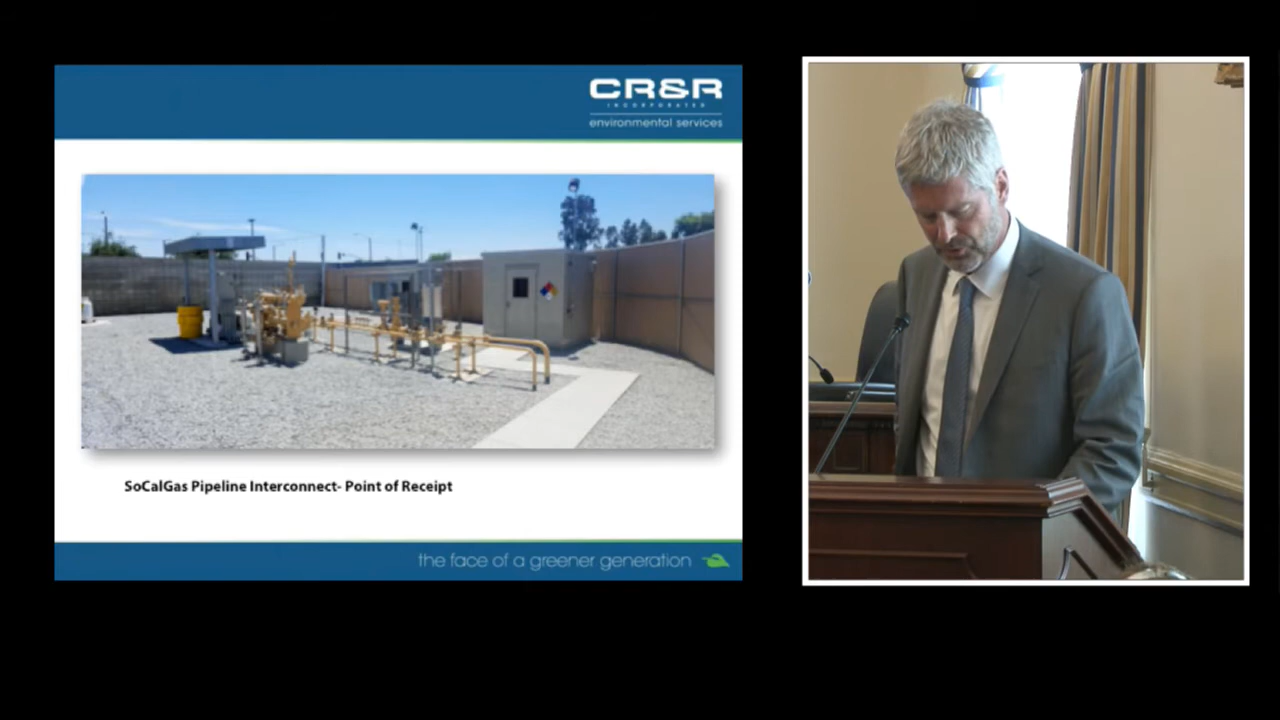 CR&R
INCORPORATED
environmental services
SoCalGas Pipeline Interconnect- Point of Receipt
the face of a greener generation